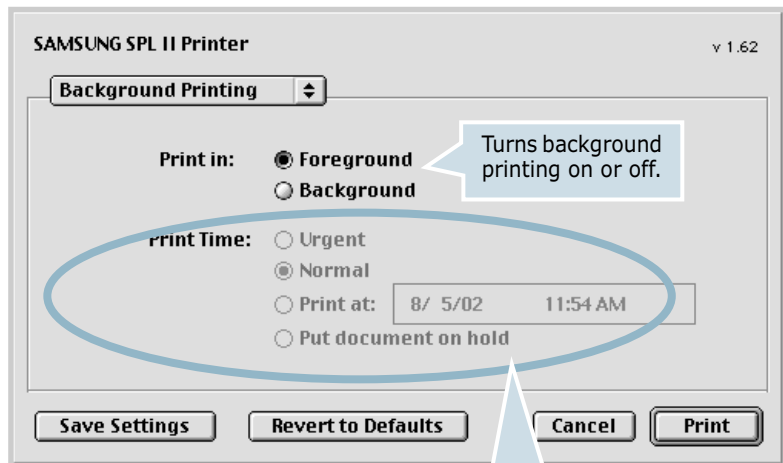 SAMSUNG SPL II Printer
v 1.62
Background Printing
Print in:
Foreground
Background
Turns background
printing on or off.
Print Time:
Urgent
Normal
Print at:
8/ 5/02 11:54 AM
Put document on hold
Save Settings
Revert to Defaults
Cancel
Print